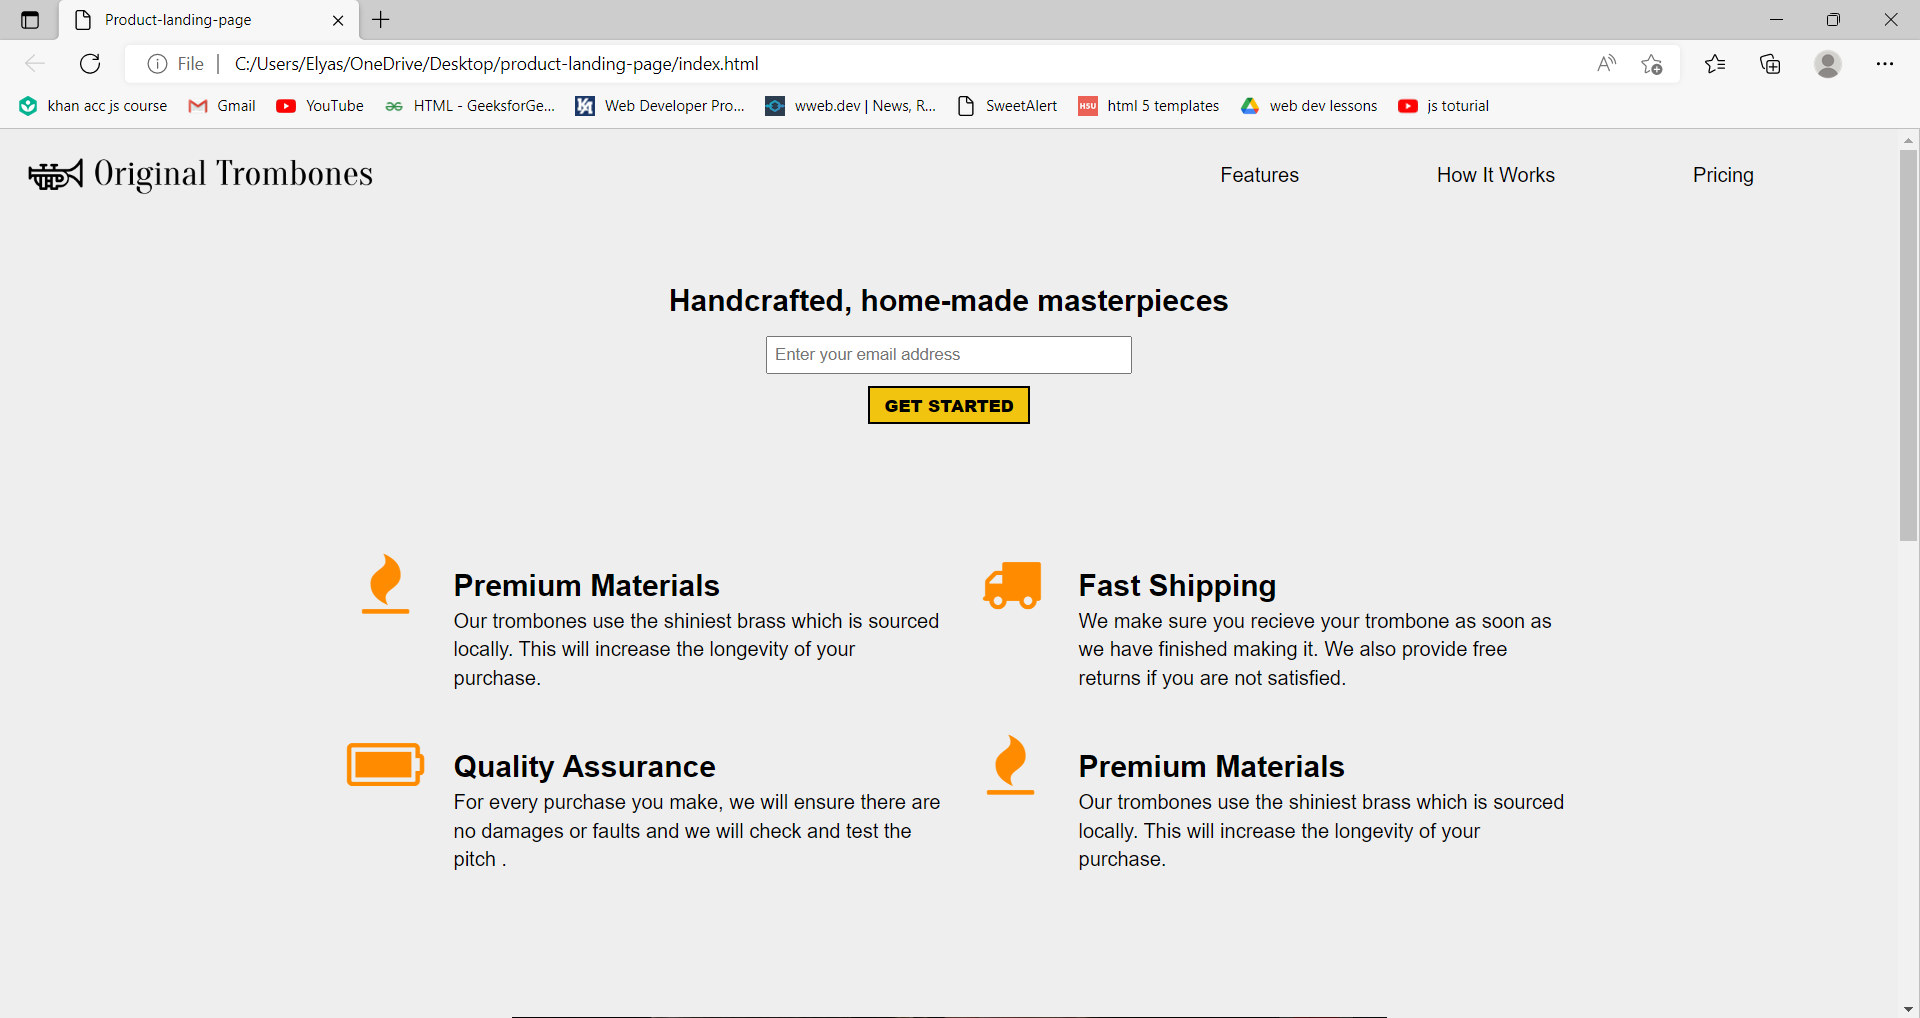 Product-landing-page
File
C:/Users/Elyas/OneDrive/Desktop/product-landing-page/index.html
khan acc js course
Gmail
YouTube
HTML - GeeksforGe...
Web Developer Pro...
wweb.dev | News, R...
SweetAlert
HSU
html 5 templates
web dev lessons
js toturial
Original Trombones
Features
How It Works
Pricing
Handcrafted, home-made masterpieces
Enter your email address
GET STARTED
Premium Materials
Our trombones use the shiniest brass which is sourced
locally. This will increase the longevity of your
purchase.
Fast Shipping
We make sure you recieve your trombone as soon as
we have finished making it. We also provide free
returns if you are not satisfied.
Quality Assurance
For every purchase you make, we will ensure there are
no damages or faults and we will check and test the
pitch .
Premium Materials
Our trombones use the shiniest brass which is sourced
locally. This will increase the longevity of your
purchase.